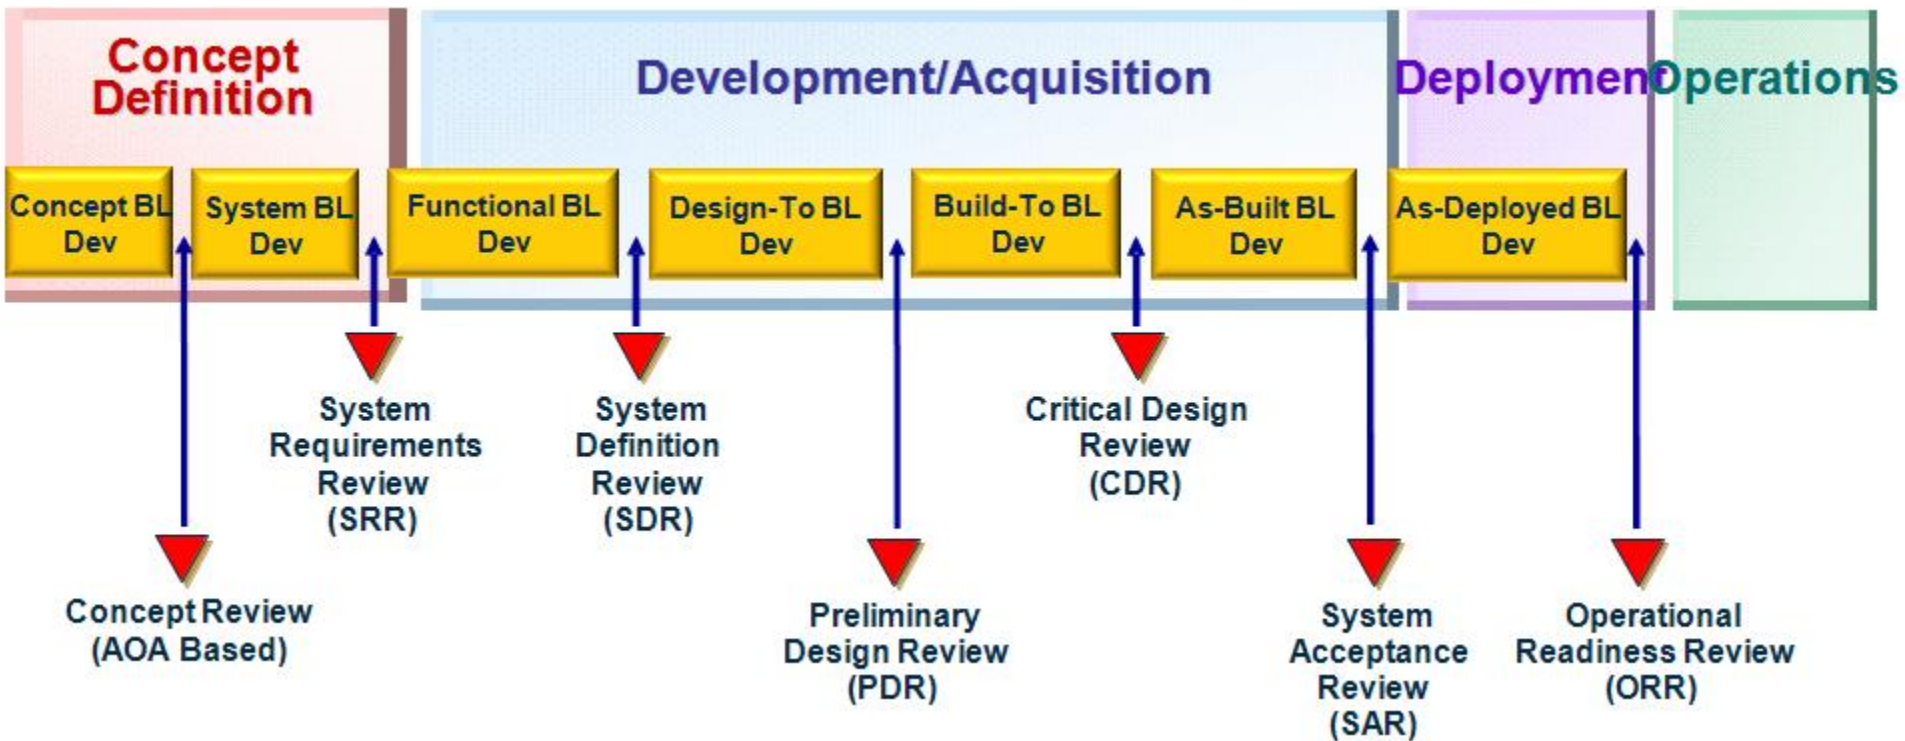 Concept
Definition
Development/Acquisition
Deployment
Operations
Concept BL
Dev
System BL
Dev
Functional BL
Dev
Design-To BL
Dev
Build-To BL
Dev
As-Built BL
Dev
As-Deployed BL
Dev
System
Requirements
Review
(SRR)
System
Definition
Review
(SDR)
Critical Design
Review
(CDR)
Concept Review
(AOA Based)
Preliminary
Design Review
(PDR)
System
Acceptance
Review
(SAR)
Operational
Readiness Review
(ORR)